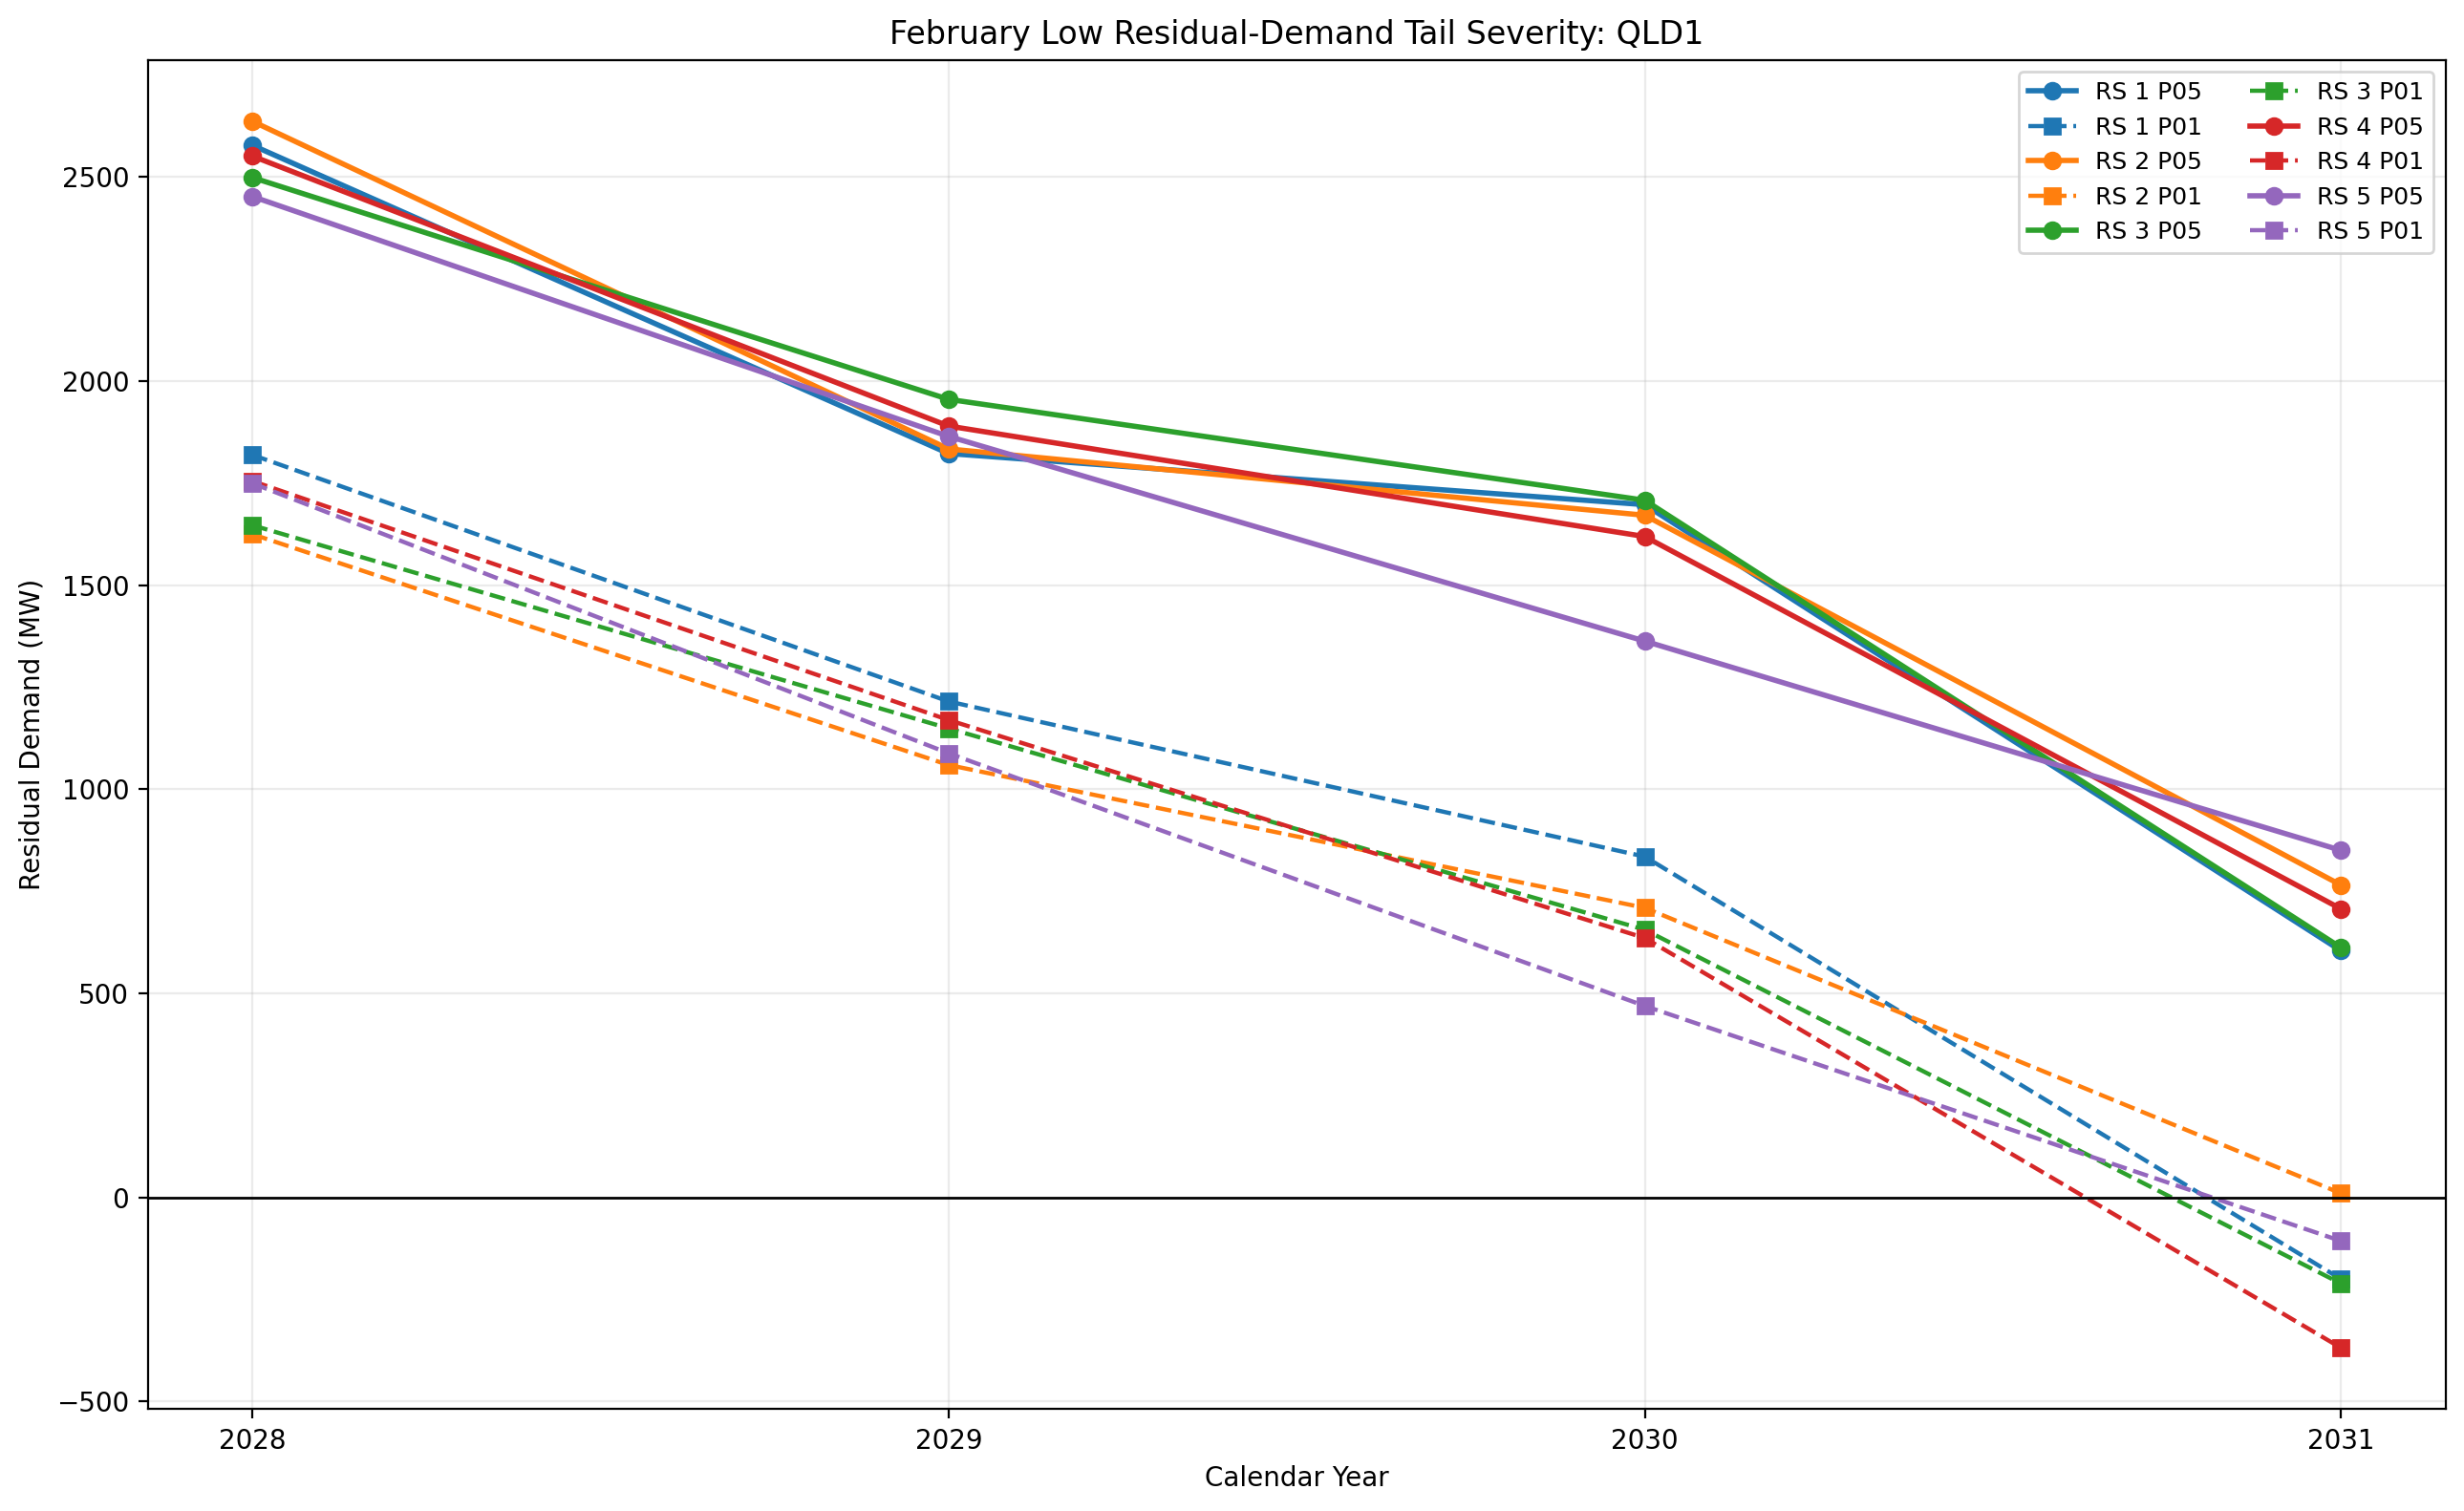 February Low Residual-Demand Tail Severity: QLD1
RS 1 P05
RS 1 P01
RS 2 P05
RS 2 P01
RS 3 P05
RS 3 P01
RS 4 P05
RS 4 P01
RS 5 P05
RS 5 P01
Residual Demand (MW)
2500
2000
1500
1000
500
0
−500
2028
2029
2030
2031
Calendar Year